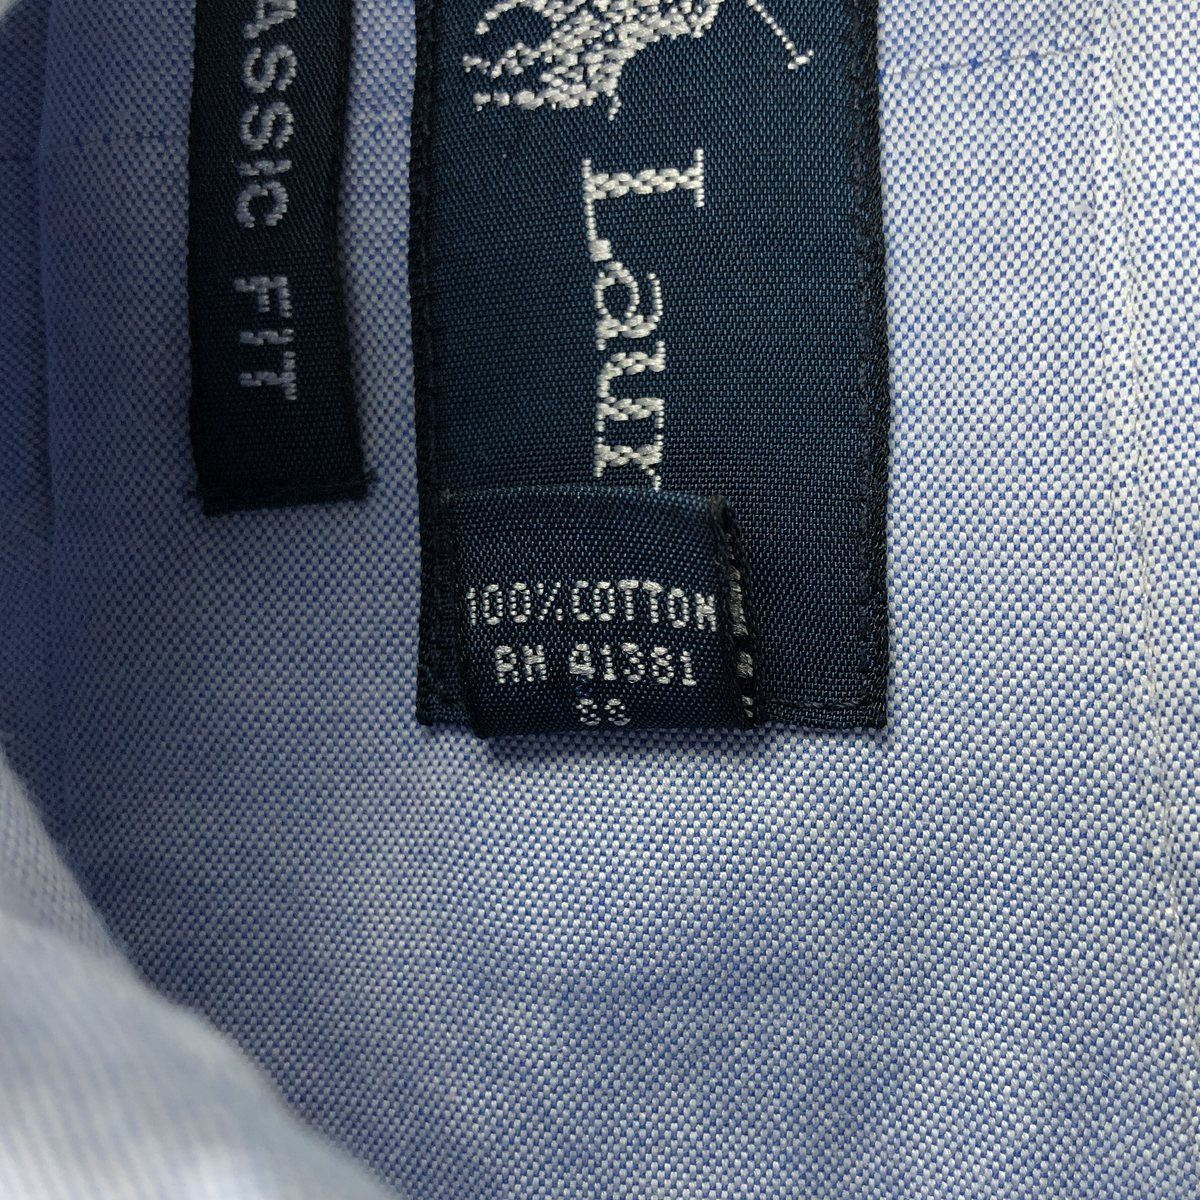 ASSIC FIT
Laur
100%COTTON
RN 41381